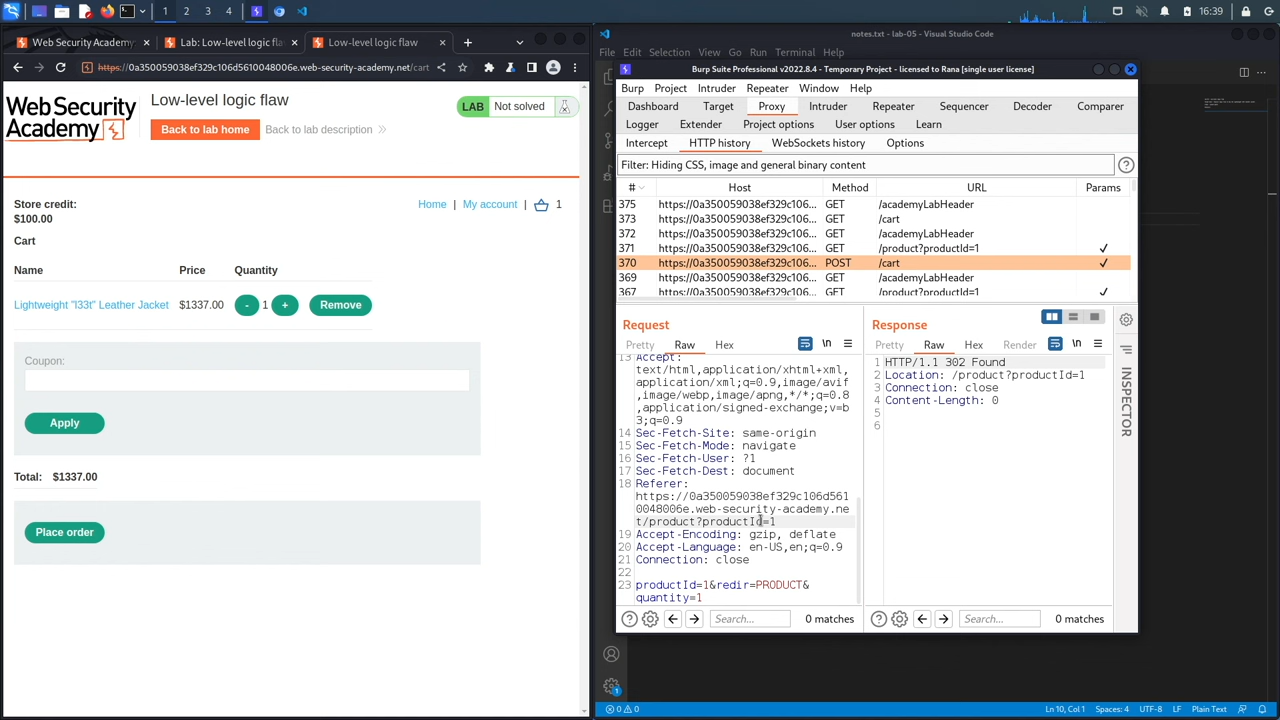 1 2 3 4 16:39
Web Security Academy × Lab: Low-level logic flaw × Low-level logic flaw × +
https://0a350059038ef329c106d5610048006e.web-security-academy.net/cart
Web Security
Academy
Low-level logic flaw
Back to lab home Back to lab description
LAB Not solved
Store credit:
$100.00
Home | My account | 1
Cart
Name Price Quantity
Lightweight "l33t" Leather Jacket $1337.00 - 1 + Remove
Coupon:
Apply
Total: $1337.00
Place order
notes.txt - lab-05 - Visual Studio Code
File Edit Selection View Go Run Terminal Help
Burp Suite Professional v2022.8.4 - Temporary Project - licensed to Rana [single user license]
Burp Project Intruder Repeater Window Help
Dashboard Target Proxy Intruder Repeater Sequencer Decoder Comparer
Logger Extender Project options User options Learn
Intercept HTTP history WebSockets history Options
Filter: Hiding CSS, image and general binary content
# Host Method URL Params
375 https://0a350059038ef329c106... GET /academyLabHeader
373 https://0a350059038ef329c106... GET /cart
372 https://0a350059038ef329c106... GET /academyLabHeader
371 https://0a350059038ef329c106... GET /product?productId=1 ✓
370 https://0a350059038ef329c106... POST /cart ✓
369 https://0a350059038ef329c106... GET /academyLabHeader
367 https://0a350059038ef329c106... GET /product?productId=1 ✓
Request
Pretty Raw Hex \n
13 Accept:
text/html,application/xhtml+xml,
application/xml;q=0.9,image/avif
,image/webp,image/apng,*/*;q=0.8
,application/signed-exchange;v=b
3;q=0.9
14 Sec-Fetch-Site: same-origin
15 Sec-Fetch-Mode: navigate
16 Sec-Fetch-User: ?1
17 Sec-Fetch-Dest: document
18 Referer:
https://0a350059038ef329c106d561
0048006e.web-security-academy.ne
t/product?productId=1
19 Accept-Encoding: gzip, deflate
20 Accept-Language: en-US,en;q=0.9
21 Connection: close
22
23 productId=1&redir=PRODUCT&
quantity=1
Search... 0 matches
Response
Pretty Raw Hex Render \n
1 HTTP/1.1 302 Found
2 Location: /product?productId=1
3 Connection: close
4 Content-Length: 0
5
6
Search... 0 matches
INSPECTOR
1
0 0 Ln 10, Col 1 Spaces: 4 UTF-8 LF Plain Text